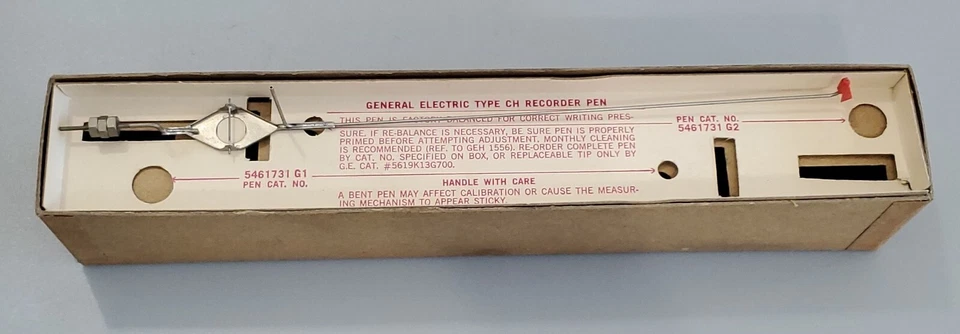 GENERAL ELECTRIC TYPE CH RECORDER PEN
THIS PEN IS FACTORY BALANCED FOR CORRECT WRITING PRES-
SURE. IF RE-BALANCE IS NECESSARY, BE SURE PEN IS PROPERLY
PRIMED BEFORE ATTEMPTING ADJUSTMENT. MONTHLY CLEANING
IS RECOMMENDED (REF. TO GEH 1556). RE-ORDER COMPLETE PEN
BY CAT. NO. SPECIFIED ON BOX, OR REPLACEABLE TIP ONLY BY
G.E. CAT. #5619K13G700.
PEN CAT. NO.
5461731 G2
5461731 G1
PEN CAT. NO.
HANDLE WITH CARE
A BENT PEN MAY AFFECT CALIBRATION OR CAUSE THE MEASUR-
ING MECHANISM TO APPEAR STICKY.